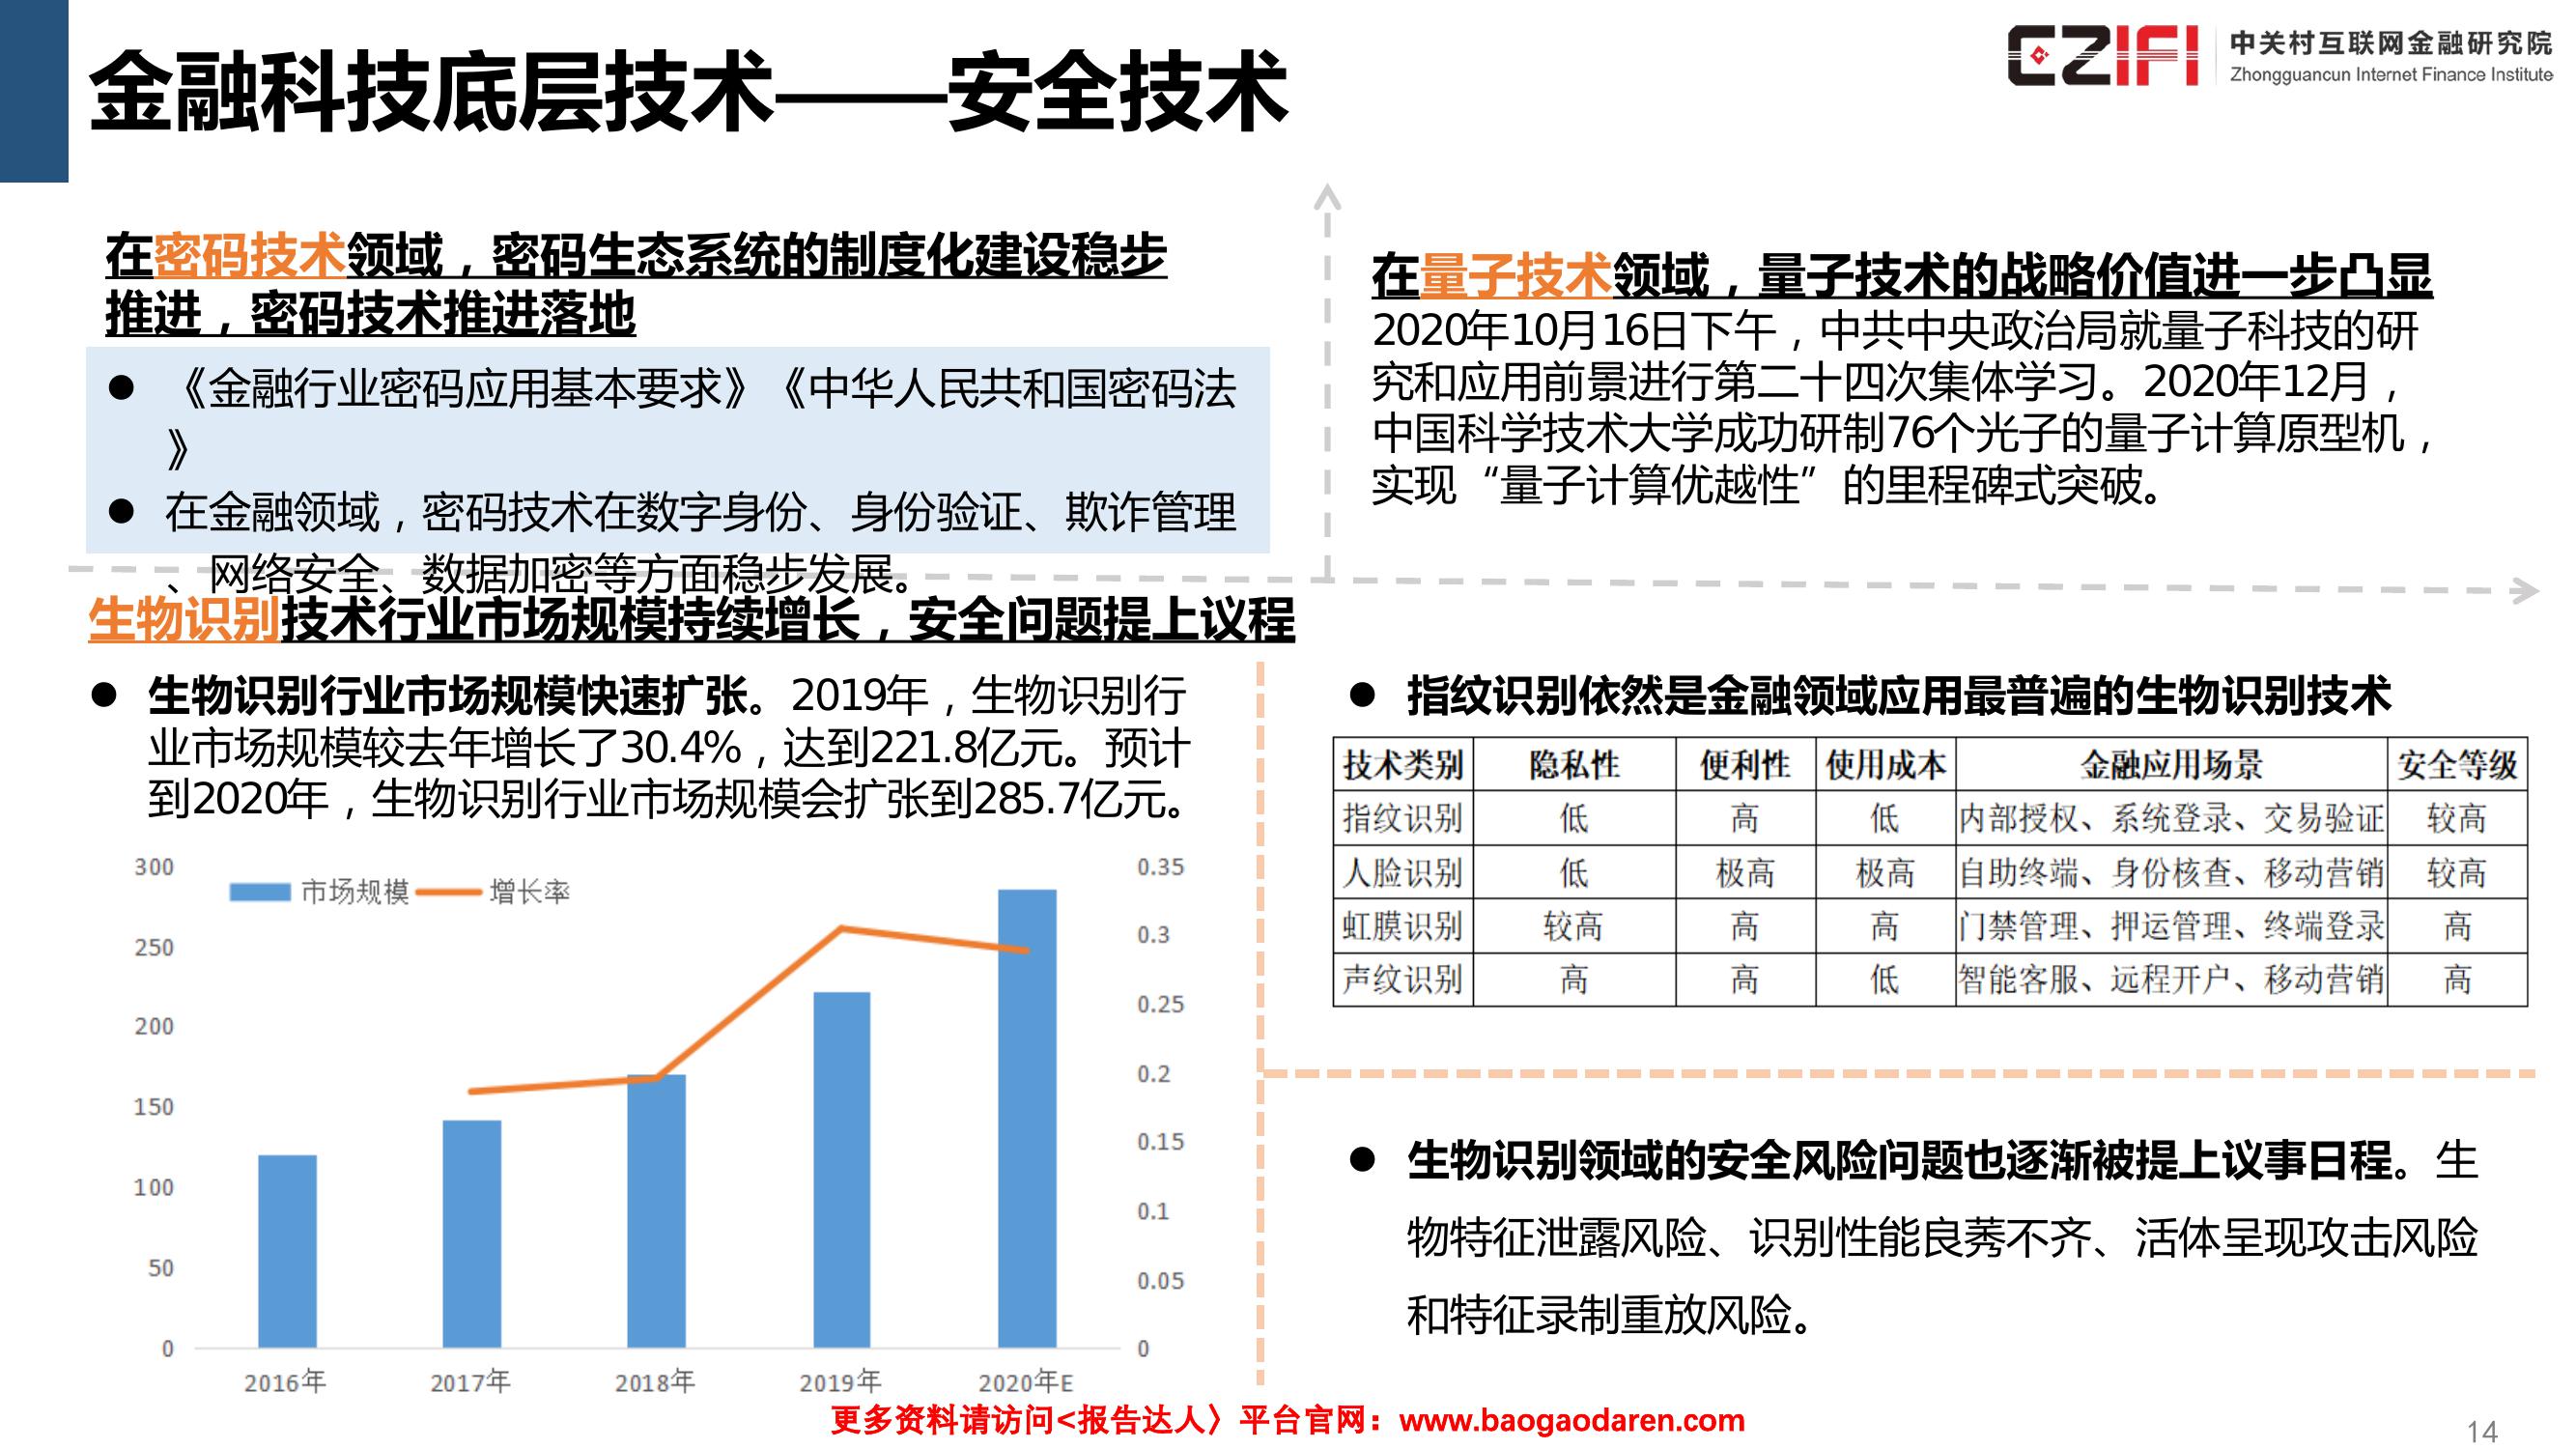 金融科技底层技术——安全技术
CZIFI
中关村互联网金融研究院
Zhongguancun Internet Finance Institute
在密码技术领域，密码生态系统的制度化建设稳步
推进，密码技术推进落地
● 《金融行业密码应用基本要求》《中华人民共和国密码法
》
● 在金融领域，密码技术在数字身份、身份验证、欺诈管理
、网络安全、数据加密等方面稳步发展。
在量子技术领域，量子技术的战略价值进一步凸显
2020年10月16日下午，中共中央政治局就量子科技的研
究和应用前景进行第二十四次集体学习。2020年12月，
中国科学技术大学成功研制76个光子的量子计算原型机，
实现“量子计算优越性”的里程碑式突破。
生物识别技术行业市场规模持续增长，安全问题提上议程
● 生物识别行业市场规模快速扩张。2019年，生物识别行
业市场规模较去年增长了30.4%，达到221.8亿元。预计
到2020年，生物识别行业市场规模会扩张到285.7亿元。
市场规模 增长率
300
250
200
150
100
50
0
0.35
0.3
0.25
0.2
0.15
0.1
0.05
0
2016年 2017年 2018年 2019年 2020年E
● 指纹识别依然是金融领域应用最普遍的生物识别技术
技术类别 隐私性 便利性 使用成本 金融应用场景 安全等级
指纹识别 低 高 低 内部授权、系统登录、交易验证 较高
人脸识别 低 极高 极高 自助终端、身份核查、移动营销 较高
虹膜识别 较高 高 高 门禁管理、押运管理、终端登录 高
声纹识别 高 高 低 智能客服、远程开户、移动营销 高
● 生物识别领域的安全风险问题也逐渐被提上议事日程。生
物特征泄露风险、识别性能良莠不齐、活体呈现攻击风险
和特征录制重放风险。
更多资料请访问<报告达人〉平台官网：www.baogaodaren.com
14